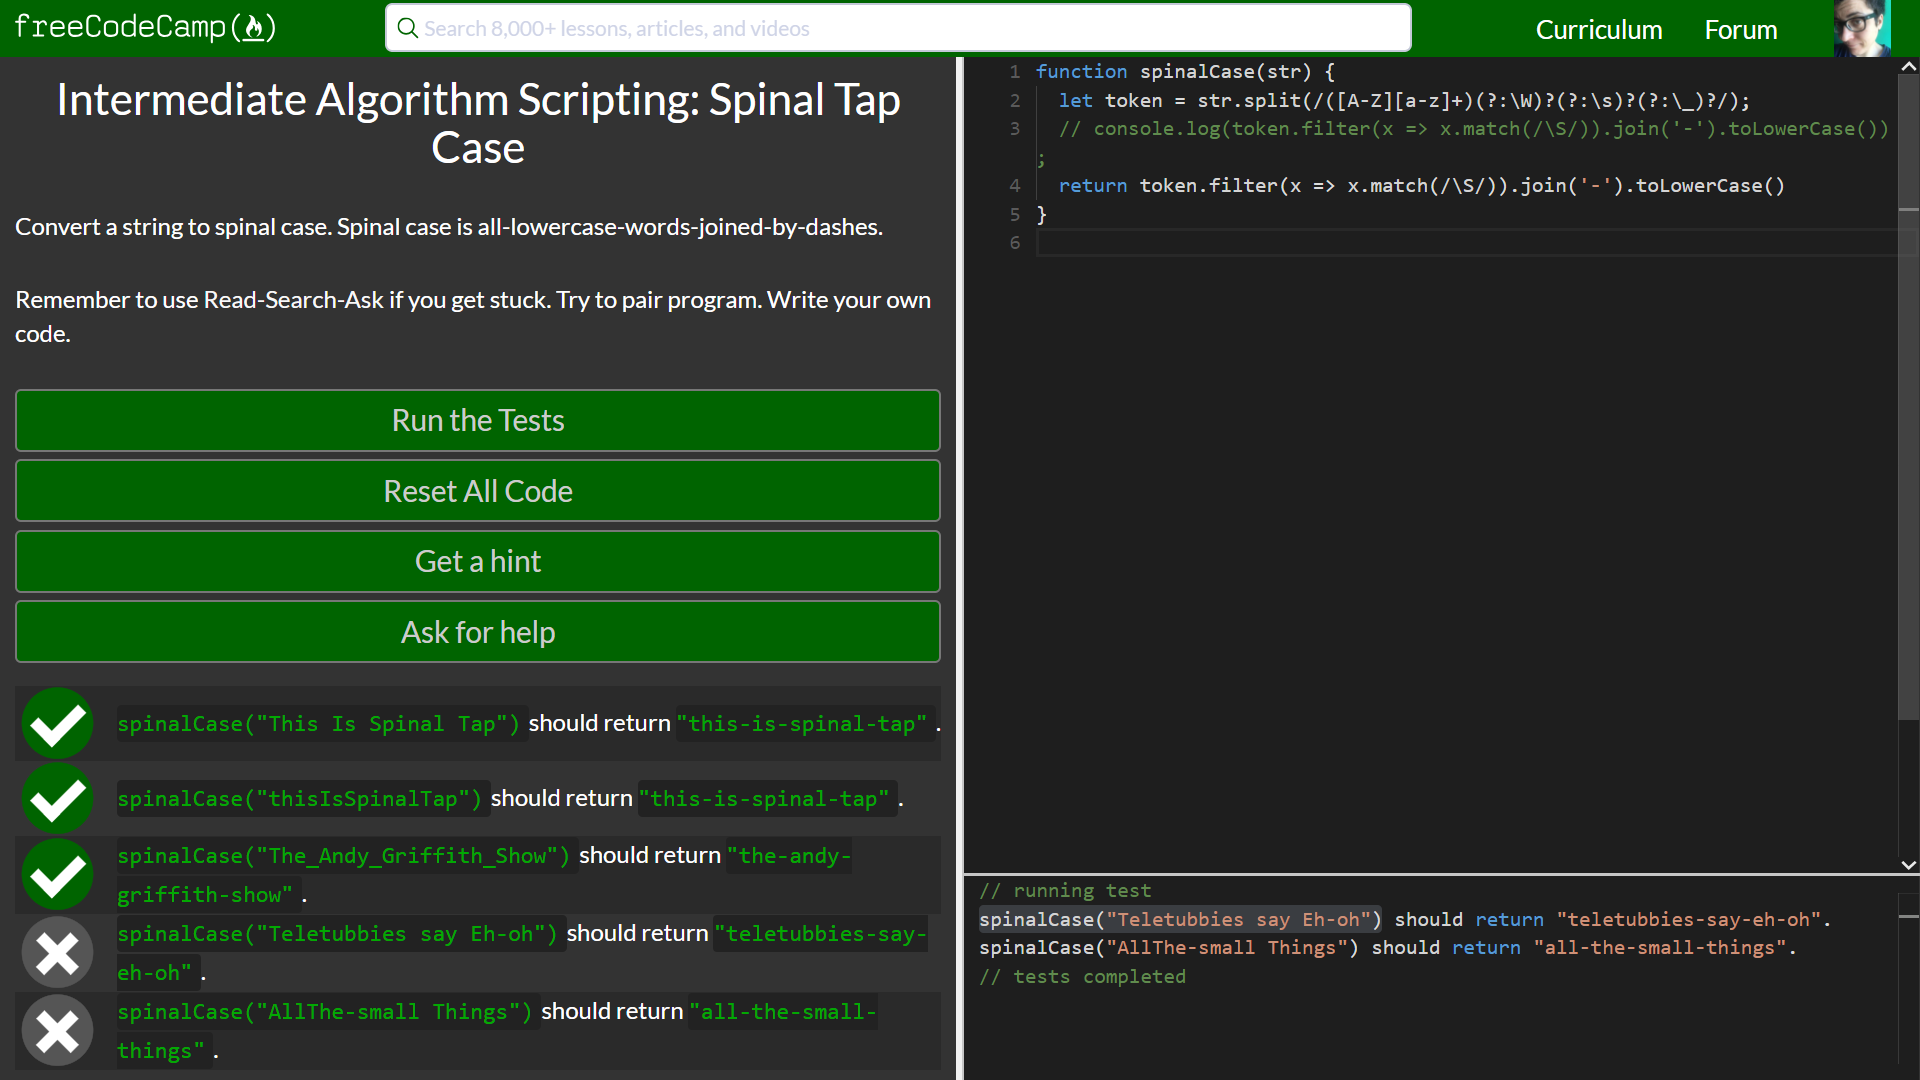 freeCodeCamp
Search 8,000+ lessons, articles, and videos
Curriculum
Forum
Intermediate Algorithm Scripting: Spinal Tap
Case
Convert a string to spinal case. Spinal case is all-lowercase-words-joined-by-dashes.
Remember to use Read-Search-Ask if you get stuck. Try to pair program. Write your own
code.
Run the Tests
Reset All Code
Get a hint
Ask for help
spinalCase("This Is Spinal Tap") should return "this-is-spinal-tap" .
spinalCase("thisIsSpinalTap") should return "this-is-spinal-tap" .
spinalCase("The_Andy_Griffith_Show") should return "the-andy-
griffith-show" .
spinalCase("Teletubbies say Eh-oh") should return "teletubbies-say-
eh-oh" .
spinalCase("AllThe-small Things") should return "all-the-small-
things" .
1 function spinalCase(str) {
2 let token = str.split(/([A-Z][a-z]+)(?:\W)?(?:\s)?(?:\_)?/);
3 // console.log(token.filter(x => x.match(/\S/)).join('-').toLowerCase())
;
4 return token.filter(x => x.match(/\S/)).join('-').toLowerCase()
5 }
6
// running test
spinalCase("Teletubbies say Eh-oh") should return "teletubbies-say-eh-oh".
spinalCase("AllThe-small Things") should return "all-the-small-things".
// tests completed